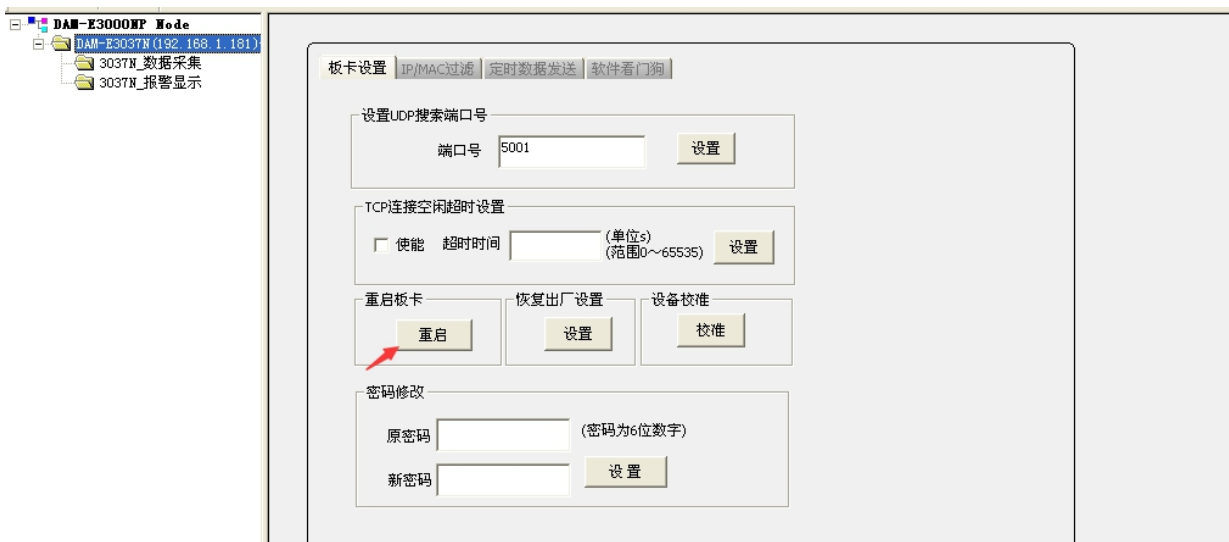 DAM-E3000NP Node
DAM-E3037N(192.168.1.181)
3037N_数据采集
3037N_报警显示
板卡设置 IP/MAC过滤 定时数据发送 软件看门狗
设置UDP搜索端口号
端口号 5001 设置
TCP连接空闲超时设置
使能 超时时间 (单位s) 设置
(范围0～65535)
重启板卡 恢复出厂设置 设备校准
重启 设置 校准
密码修改
原密码 (密码为6位数字)
新密码 设置